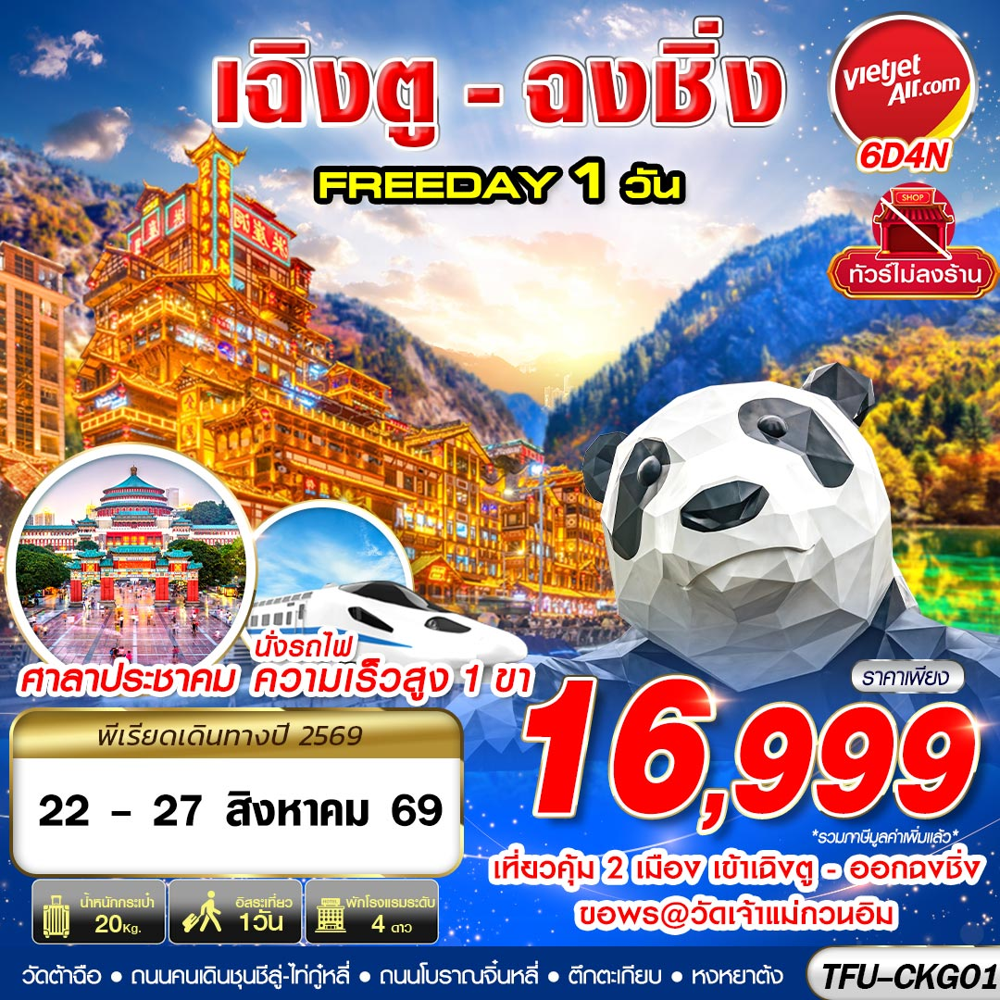 เฉิงตู - ฉงชิ่ง
FREEDAY 1 วัน
vietjet
Air.com
6D4N
SHOP
ทัวร์ไม่ลงร้าน
นั่งรถไฟ
ศาลาประชาคม ความเร็วสูง 1 ขา
ราคาเพียง
16,999
*รวมภาษีมูลค่าเพิ่มแล้ว*
พีเรียดเดินทางปี 2569
22 - 27 สิงหาคม 69
เที่ยวคุ้ม 2 เมือง เข้าเฉิงตู - ออกฉงชิ่ง
ขอพร@วัดเจ้าแม่กวนอิม
น้ำหนักกระเป๋า
20Kg.
อิสระเที่ยว
1วัน
HOTEL
พักโรงแรมระดับ
4 ดาว
วัดต้าฉือ • ถนนคนเดินชุนซีลู่-ไท่กู๋หลี่ • ถนนโบราณจิ๋นหลี่ • ตึกตะเกียบ • หงหยาต้ง
TFU-CKG01